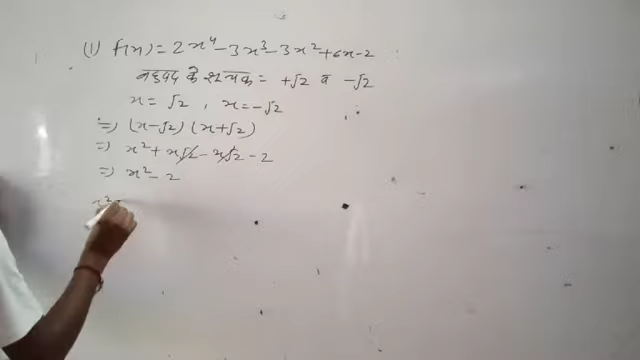 (1) f(x) = 2x⁴ - 3x³ - 3x² + 6x - 2
बहुपद के शून्यक = +√2 व -√2
x = √2 , x = -√2
=> (x-√2) (x+√2)
=> x² + x√2 - x√2 - 2
=> x² - 2
x²